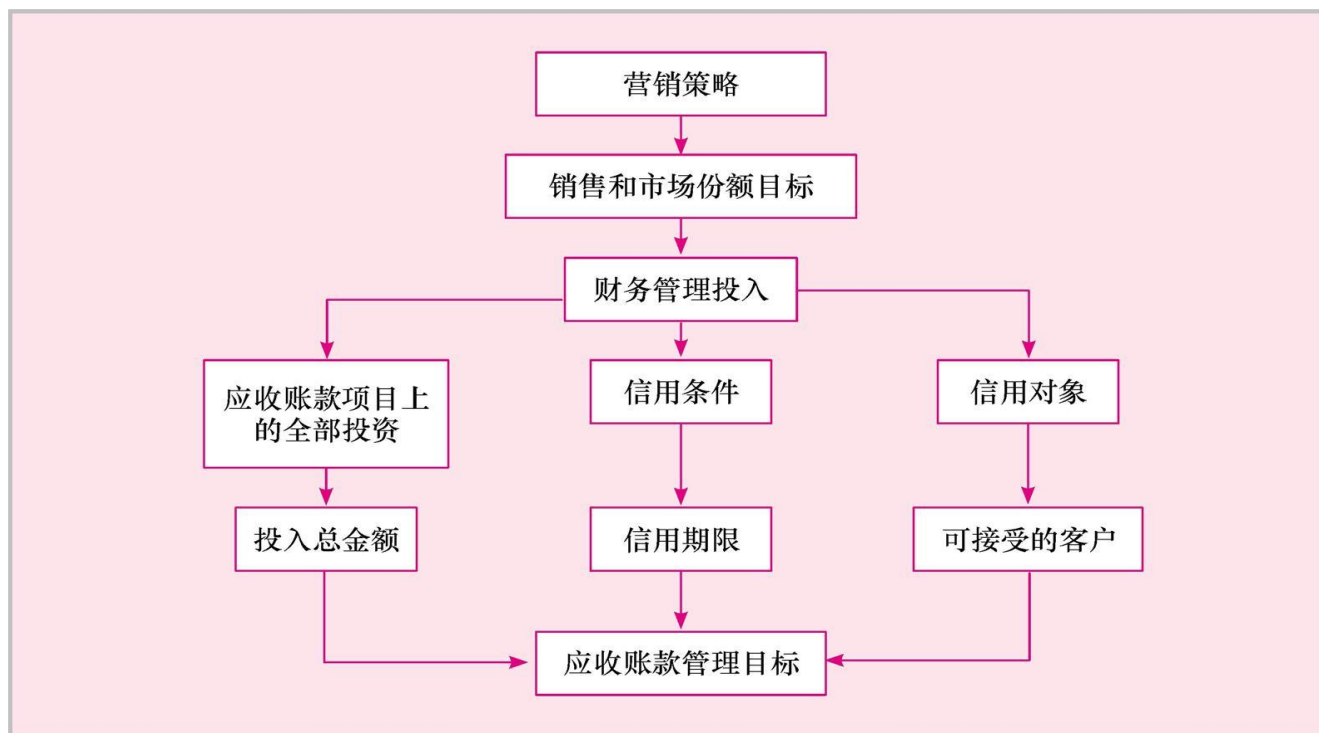 营销策略
销售和市场份额目标
财务管理投入
应收账款项目上
的全部投资
信用条件
信用对象
投入总金额
信用期限
可接受的客户
应收账款管理目标